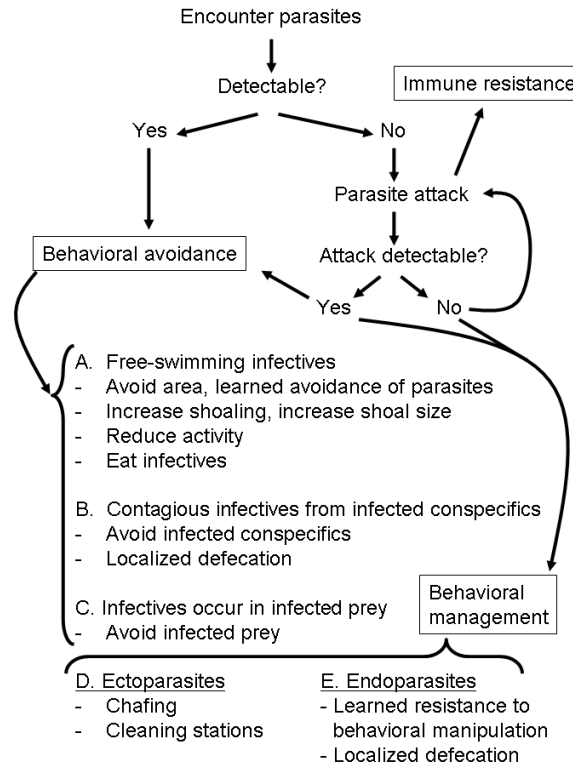 Encounter parasites
Detectable?
Immune resistance
Yes
No
Parasite attack
Behavioral avoidance
Attack detectable?
Yes
No
A. Free-swimming infectives
- Avoid area, learned avoidance of parasites
- Increase shoaling, increase shoal size
- Reduce activity
- Eat infectives
B. Contagious infectives from infected conspecifics
- Avoid infected conspecifics
- Localized defecation
C. Infectives occur in infected prey
- Avoid infected prey
Behavioral
management
D. Ectoparasites
- Chafing
- Cleaning stations
E. Endoparasites
- Learned resistance to
behavioral manipulation
- Localized defecation